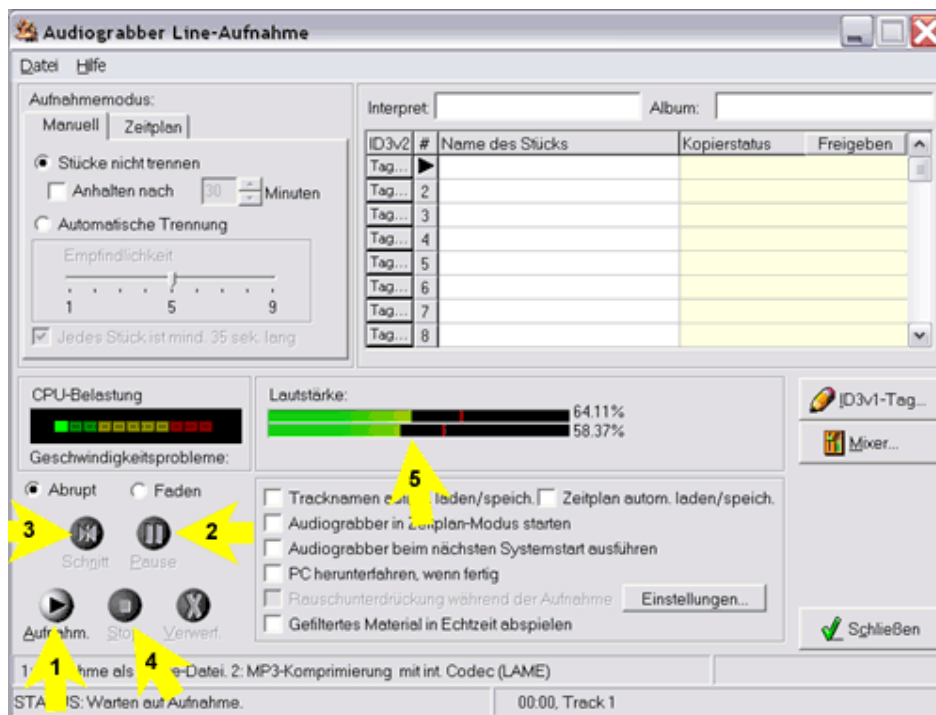 Audiograbber Line-Aufnahme
Datei Hilfe
Aufnahmemodus:
Manuell Zeitplan
Stücke nicht trennen
Anhalten nach 30 Minuten
Automatische Trennung
Empfindlichkeit
1 5 9
Jedes Stück ist mind. 35 sek. lang
Interpret: Album:
ID3v2 # Name des Stücks Kopierstatus Freigeben
Tag...
Tag... 2
Tag... 3
Tag... 4
Tag... 5
Tag... 6
Tag... 7
Tag... 8
CPU-Belastung
Geschwindigkeitsprobleme:
Lautstärke:
64.11%
58.37%
5
ID3v1-Tag...
Mixer...
Abrupt Faden
3 2
Schnitt Pause
Aufnahm. Stop Verwerf.
1 4
Tracknamen laden/speich. Zeitplan autom. laden/speich.
Audiograbber in Zeitplan-Modus starten
Audiograbber beim nächsten Systemstart ausführen
PC herunterfahren, wenn fertig
Rauschunterdrückung während der Aufnahme Einstellungen...
Gefiltertes Material in Echtzeit abspielen
Schließen
als -Datei. 2: MP3-Komprimierung mit int. Codec (LAME)
Warten auf Aufnahme. 00:00, Track 1